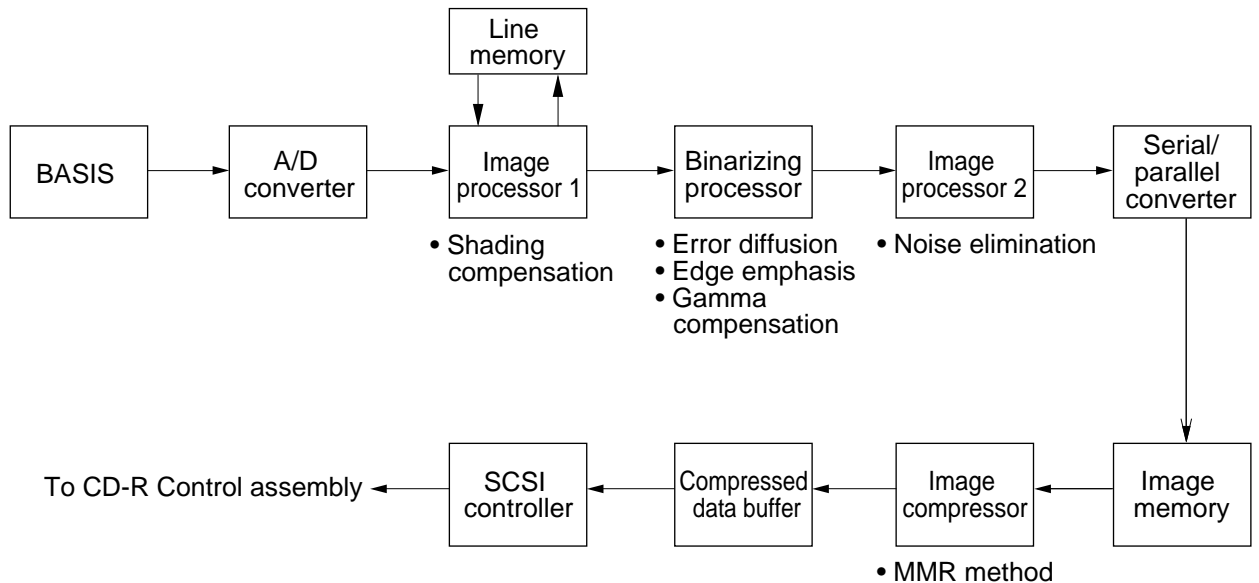 Line
memory
BASIS
A/D
converter
Image
processor 1
Binarizing
processor
Image
processor 2
Serial/
parallel
converter
• Shading
compensation
• Error diffusion
• Edge emphasis
• Gamma
compensation
• Noise elimination
To CD-R Control assembly
SCSI
controller
Compressed
data buffer
Image
compressor
Image
memory
• MMR method